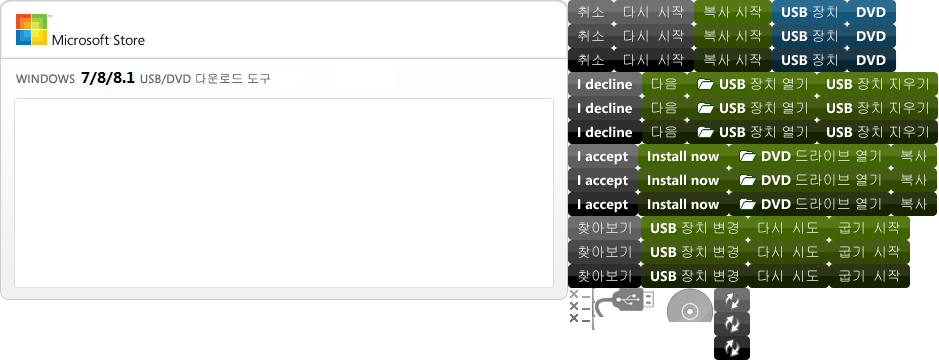 Microsoft Store
WINDOWS 7/8/8.1 USB/DVD 다운로드 도구
취소 다시 시작 복사 시작 USB 장치 DVD
취소 다시 시작 복사 시작 USB 장치 DVD
취소 다시 시작 복사 시작 USB 장치 DVD
I decline 다음 USB 장치 열기 USB 장치 지우기
I decline 다음 USB 장치 열기 USB 장치 지우기
I decline 다음 USB 장치 열기 USB 장치 지우기
I accept Install now DVD 드라이브 열기 복사
I accept Install now DVD 드라이브 열기 복사
I accept Install now DVD 드라이브 열기 복사
찾아보기 USB 장치 변경 다시 시도 굽기 시작
찾아보기 USB 장치 변경 다시 시도 굽기 시작
찾아보기 USB 장치 변경 다시 시도 굽기 시작